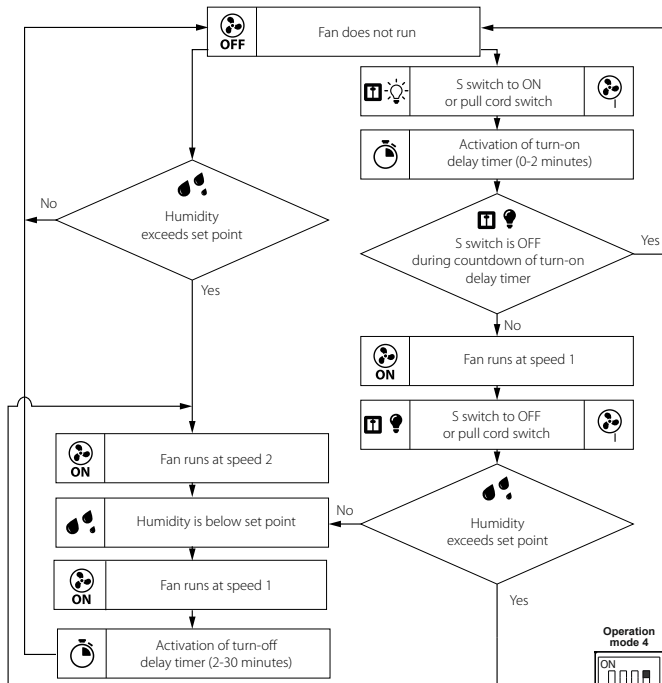 OFF
Fan does not run
S switch to ON
or pull cord switch
Activation of turn-on
delay timer (0-2 minutes)
No
Humidity
exceeds set point
Yes
S switch is OFF
during countdown of turn-on
delay timer
Yes
No
ON
Fan runs at speed 1
S switch to OFF
or pull cord switch
ON
Fan runs at speed 2
Humidity is below set point
No
Humidity
exceeds set point
Yes
ON
Fan runs at speed 1
Activation of turn-off
delay timer (2-30 minutes)
Operation
mode 4
ON